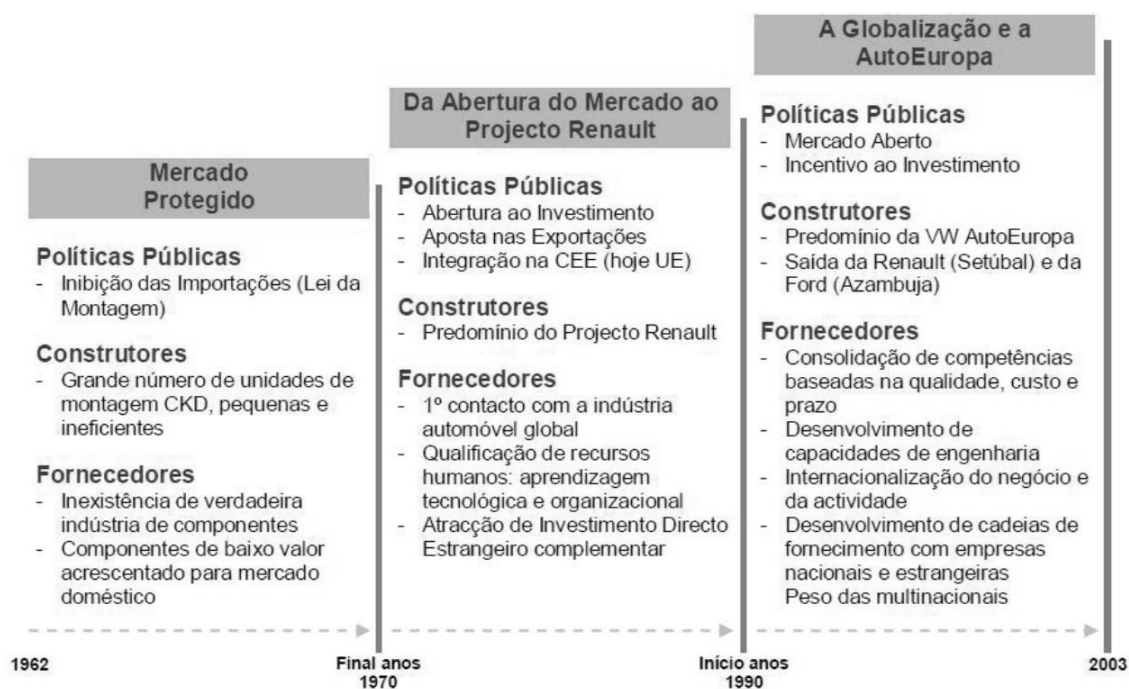 Mercado
Protegido
Políticas Públicas
- Inibição das Importações (Lei da
Montagem)
Construtores
- Grande número de unidades de
montagem CKD, pequenas e
ineficientes
Fornecedores
- Inexistência de verdadeira
indústria de componentes
- Componentes de baixo valor
acrescentado para mercado
doméstico
Da Abertura do Mercado ao
Projecto Renault
Políticas Públicas
- Abertura ao Investimento
- Aposta nas Exportações
- Integração na CEE (hoje UE)
Construtores
- Predomínio do Projecto Renault
Fornecedores
- 1º contacto com a indústria
automóvel global
- Qualificação de recursos
humanos: aprendizagem
tecnológica e organizacional
- Atracção de Investimento Directo
Estrangeiro complementar
A Globalização e a
AutoEuropa
Políticas Públicas
- Mercado Aberto
- Incentivo ao Investimento
Construtores
- Predomínio da VW AutoEuropa
- Saída da Renault (Setúbal) e da
Ford (Azambuja)
Fornecedores
- Consolidação de competências
baseadas na qualidade, custo e
prazo
- Desenvolvimento de
capacidades de engenharia
- Internacionalização do negócio e
da actividade
- Desenvolvimento de cadeias de
fornecimento com empresas
nacionais e estrangeiras
Peso das multinacionais
1962
Final anos
1970
Início anos
1990
2003